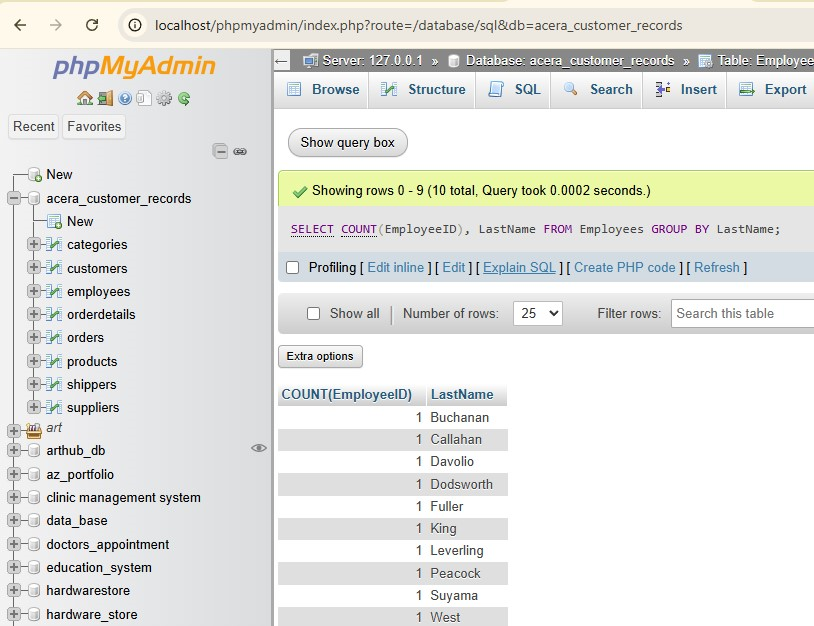 localhost/phpmyadmin/index.php?route=/database/sql&db=acera_customer_records
phpMyAdmin
Recent Favorites
New
acera_customer_records
New
categories
customers
employees
orderdetails
orders
products
shippers
suppliers
art
arthub_db
az_portfolio
clinic management system
data_base
doctors_appointment
education_system
hardwarestore
hardware_store
Server: 127.0.0.1 » Database: acera_customer_records » Table: Employee
Browse Structure SQL Search Insert Export
Show query box
Showing rows 0 - 9 (10 total, Query took 0.0002 seconds.)
SELECT COUNT(EmployeeID), LastName FROM Employees GROUP BY LastName;
Profiling [ Edit inline ] [ Edit ] [ Explain SQL ] [ Create PHP code ] [ Refresh ]
Show all Number of rows: 25 Filter rows: Search this table
Extra options
COUNT(EmployeeID) LastName
1 Buchanan
1 Callahan
1 Davolio
1 Dodsworth
1 Fuller
1 King
1 Leverling
1 Peacock
1 Suyama
1 West